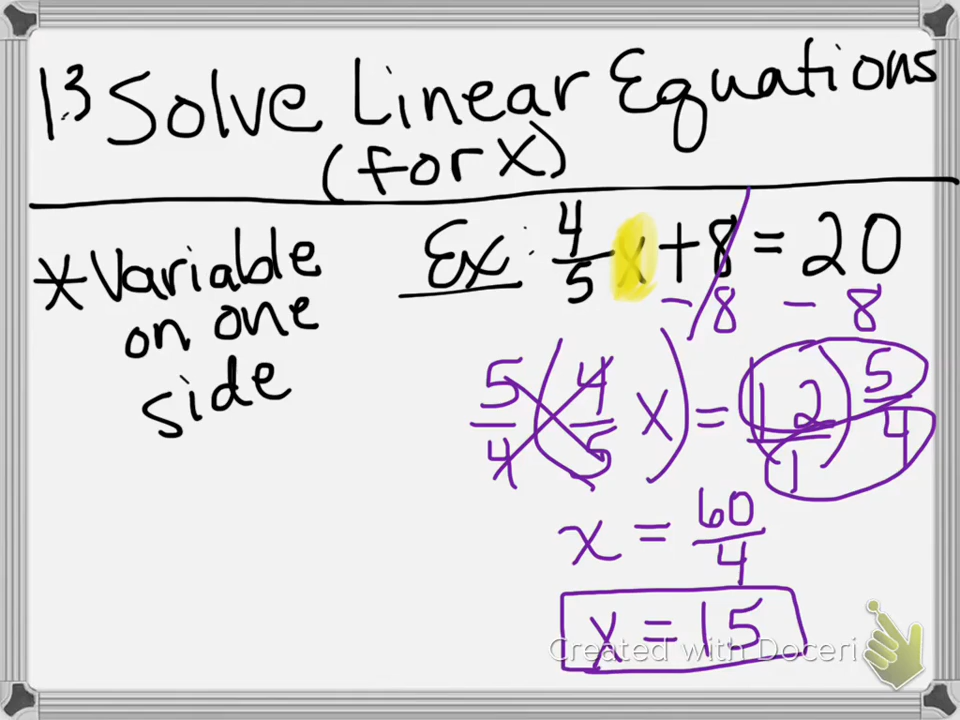 1.3 Solve Linear Equations
(for x)
* Variable
on one
side
Ex: 4/5 x + 8 = 20
- 8 - 8
5/4 (4/5 x) = (12/1) 5/4
x = 60/4
x = 15
Created with Doceri